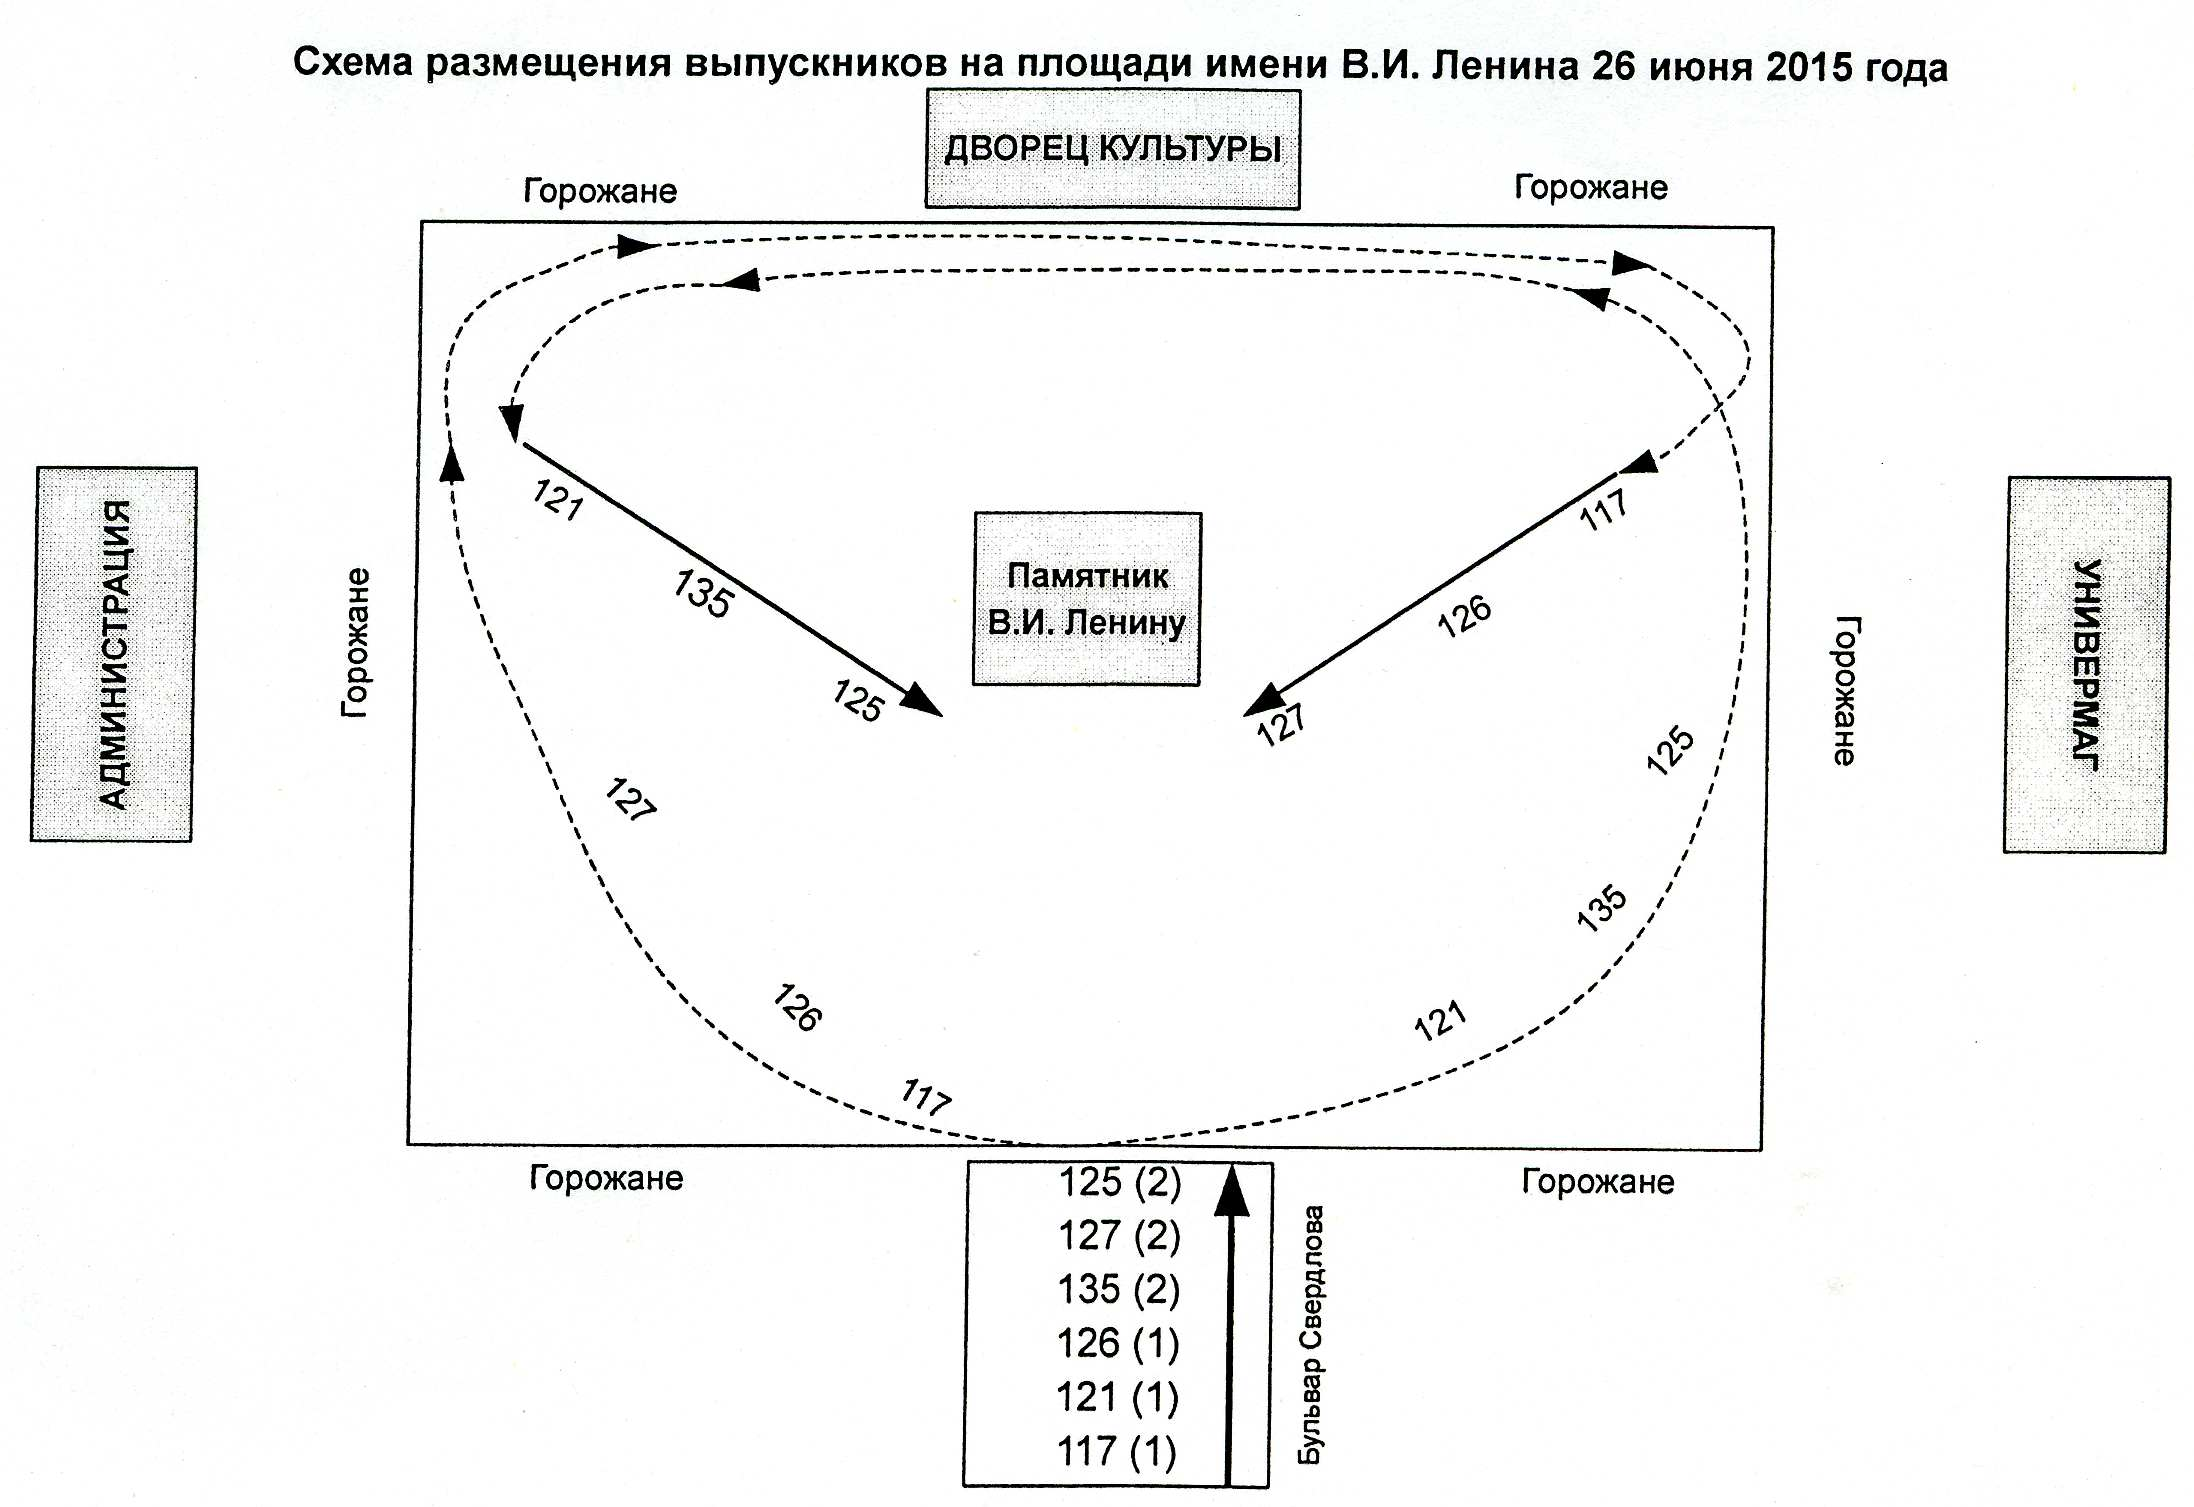 Схема размещения выпускников на площади имени В.И. Ленина 26 июня 2015 года
ДВОРЕЦ КУЛЬТУРЫ
Горожане
Горожане
АДМИНИСТРАЦИЯ
Горожане
121
135
125
Памятник
В.И. Ленину
117
126
127
Горожане
УНИВЕРМАГ
127
126
117
125
135
121
Горожане
Горожане
125 (2)
127 (2)
135 (2)
126 (1)
121 (1)
117 (1)
Бульвар Свердлова